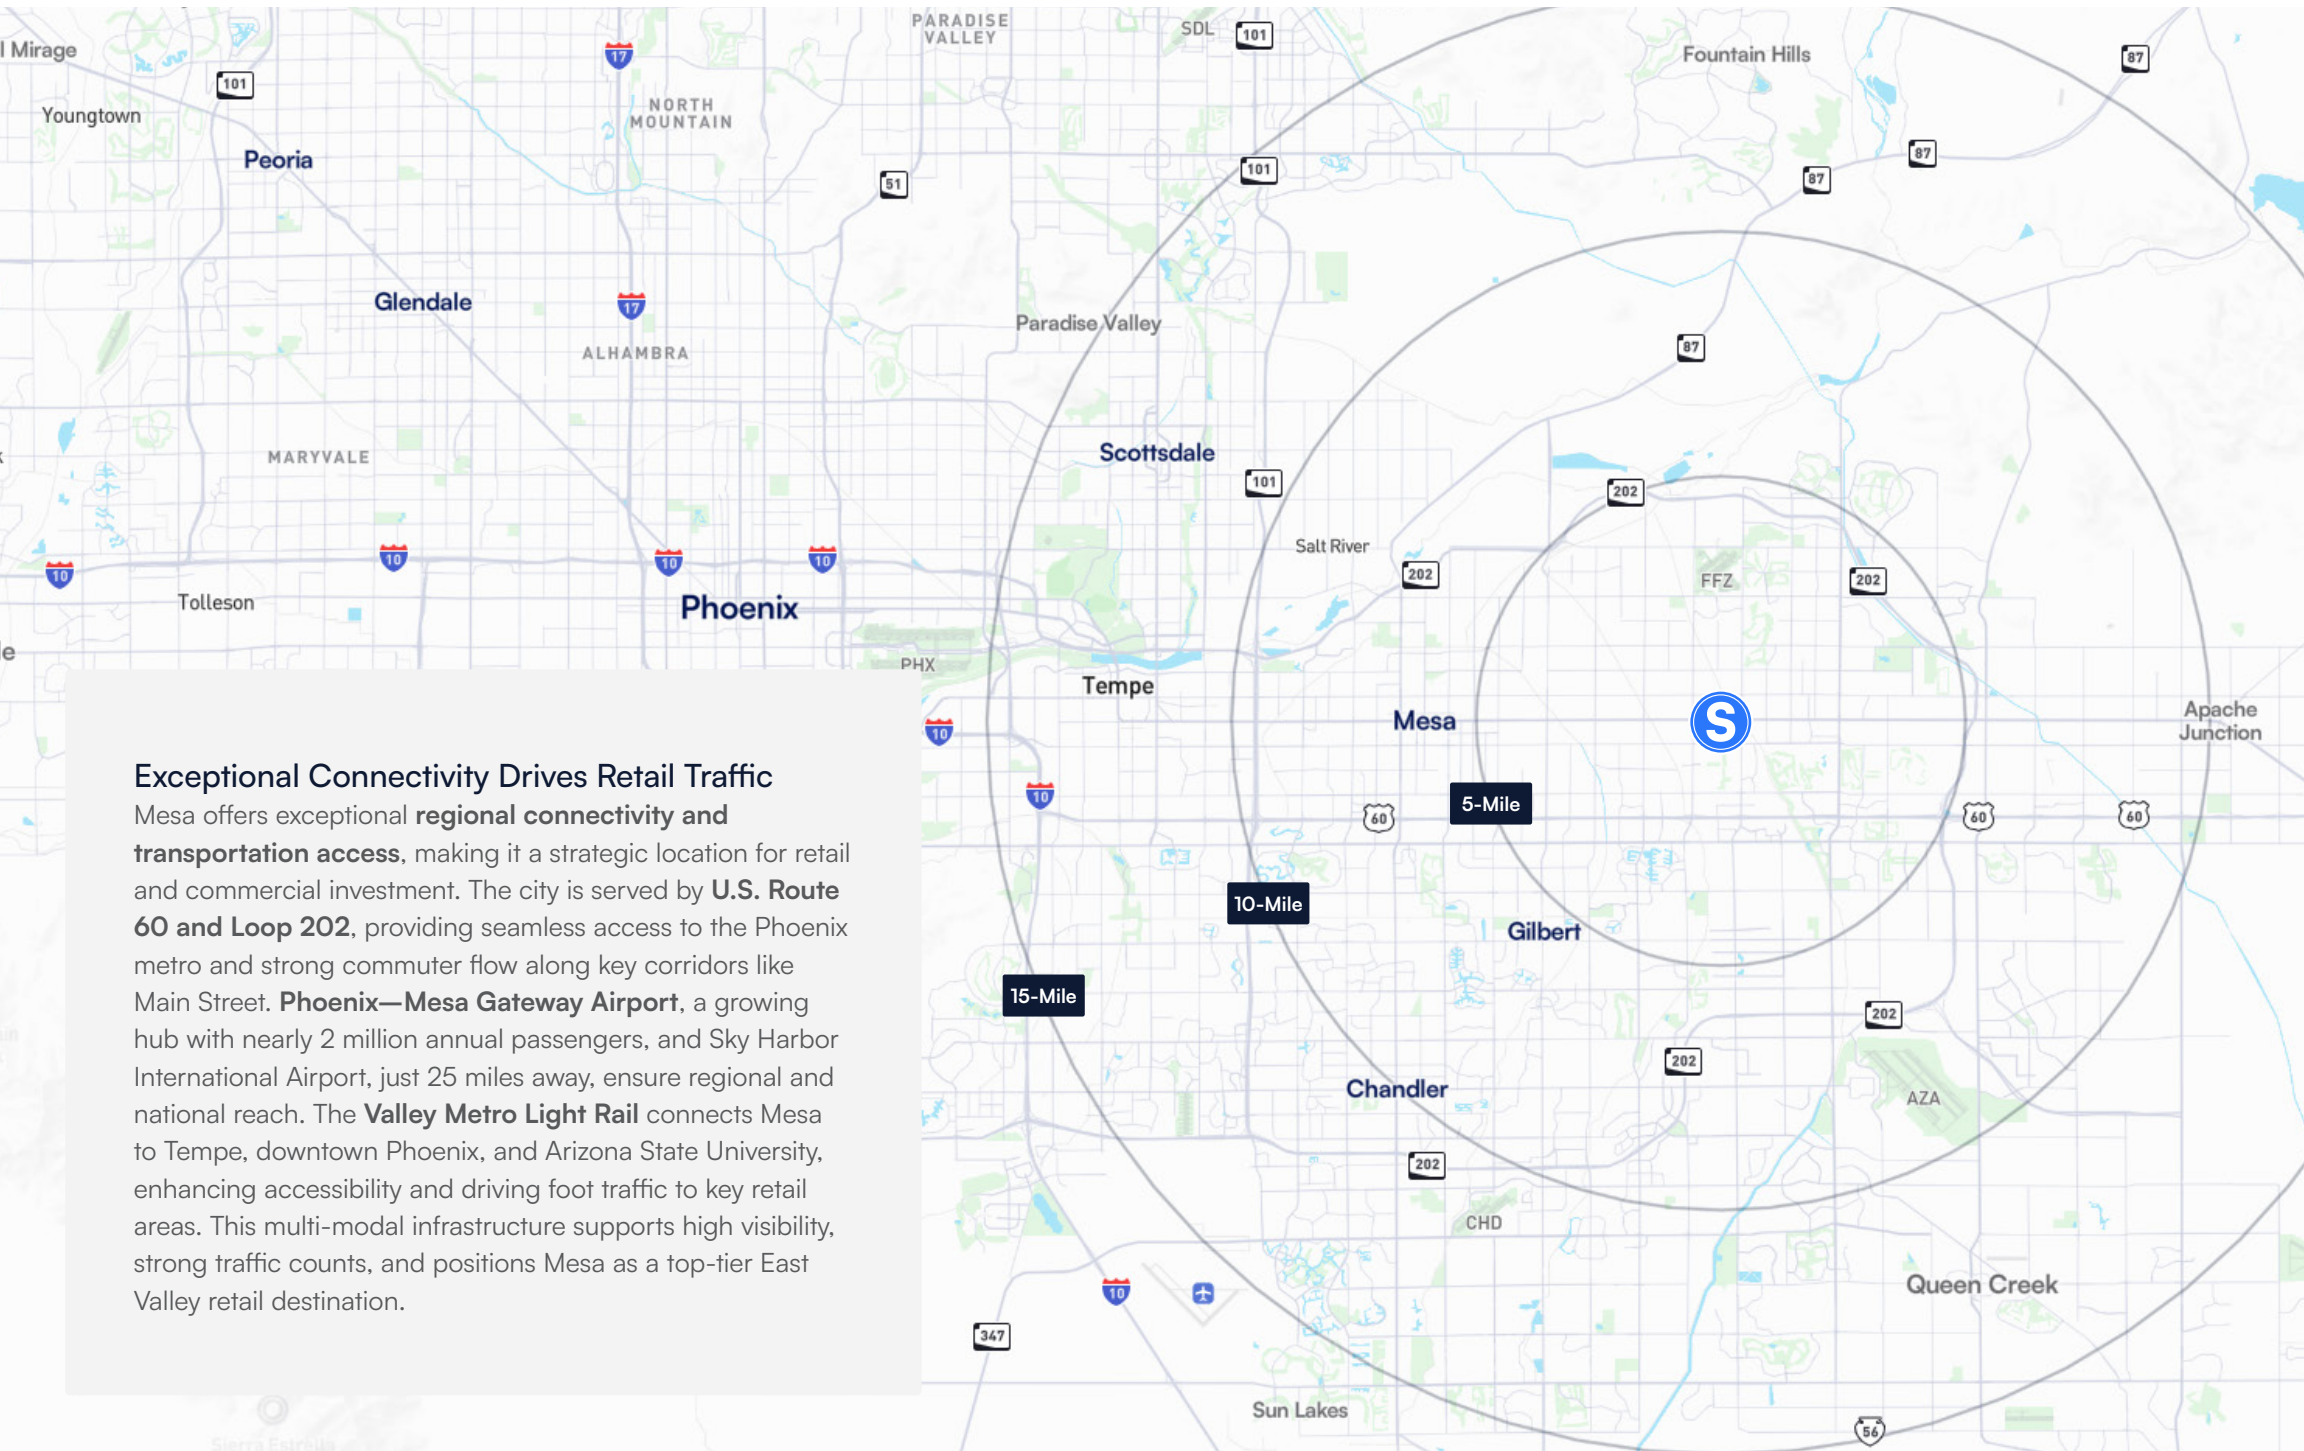 PARADISE
VALLEY
SDL
101
Fountain Hills
87
l Mirage
17
101
NORTH
MOUNTAIN
Youngtown
Peoria
51
101
87
87
Glendale
17
Paradise Valley
ALHAMBRA
87
MARYVALE
Scottsdale
101
202
Salt River
10
10
10
10
202
FFZ
202
Tolleson
Phoenix
le
PHX
Tempe
10
Mesa
S
Apache
Junction
10
5-Mile
60
60
60
10-Mile
Gilbert
15-Mile
202
202
Chandler
AZA
202
CHD
10
Queen Creek
347
Sun Lakes
56
Sierra Estrella
Exceptional Connectivity Drives Retail Traffic
Mesa offers exceptional regional connectivity and
transportation access, making it a strategic location for retail
and commercial investment. The city is served by U.S. Route
60 and Loop 202, providing seamless access to the Phoenix
metro and strong commuter flow along key corridors like
Main Street. Phoenix—Mesa Gateway Airport, a growing
hub with nearly 2 million annual passengers, and Sky Harbor
International Airport, just 25 miles away, ensure regional and
national reach. The Valley Metro Light Rail connects Mesa
to Tempe, downtown Phoenix, and Arizona State University,
enhancing accessibility and driving foot traffic to key retail
areas. This multi-modal infrastructure supports high visibility,
strong traffic counts, and positions Mesa as a top-tier East
Valley retail destination.